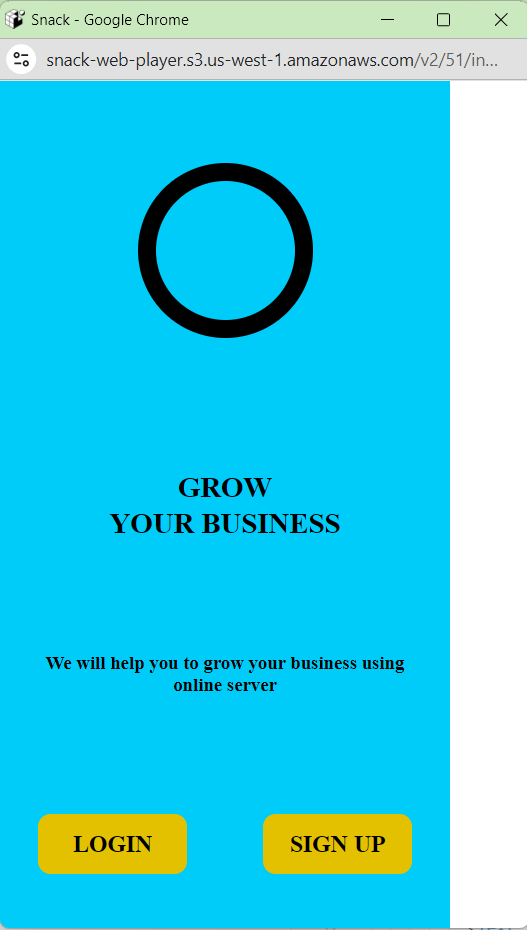 Snack - Google Chrome
snack-web-player.s3.us-west-1.amazonaws.com/v2/51/in...
GROW
YOUR BUSINESS
We will help you to grow your business using
online server
LOGIN
SIGN UP